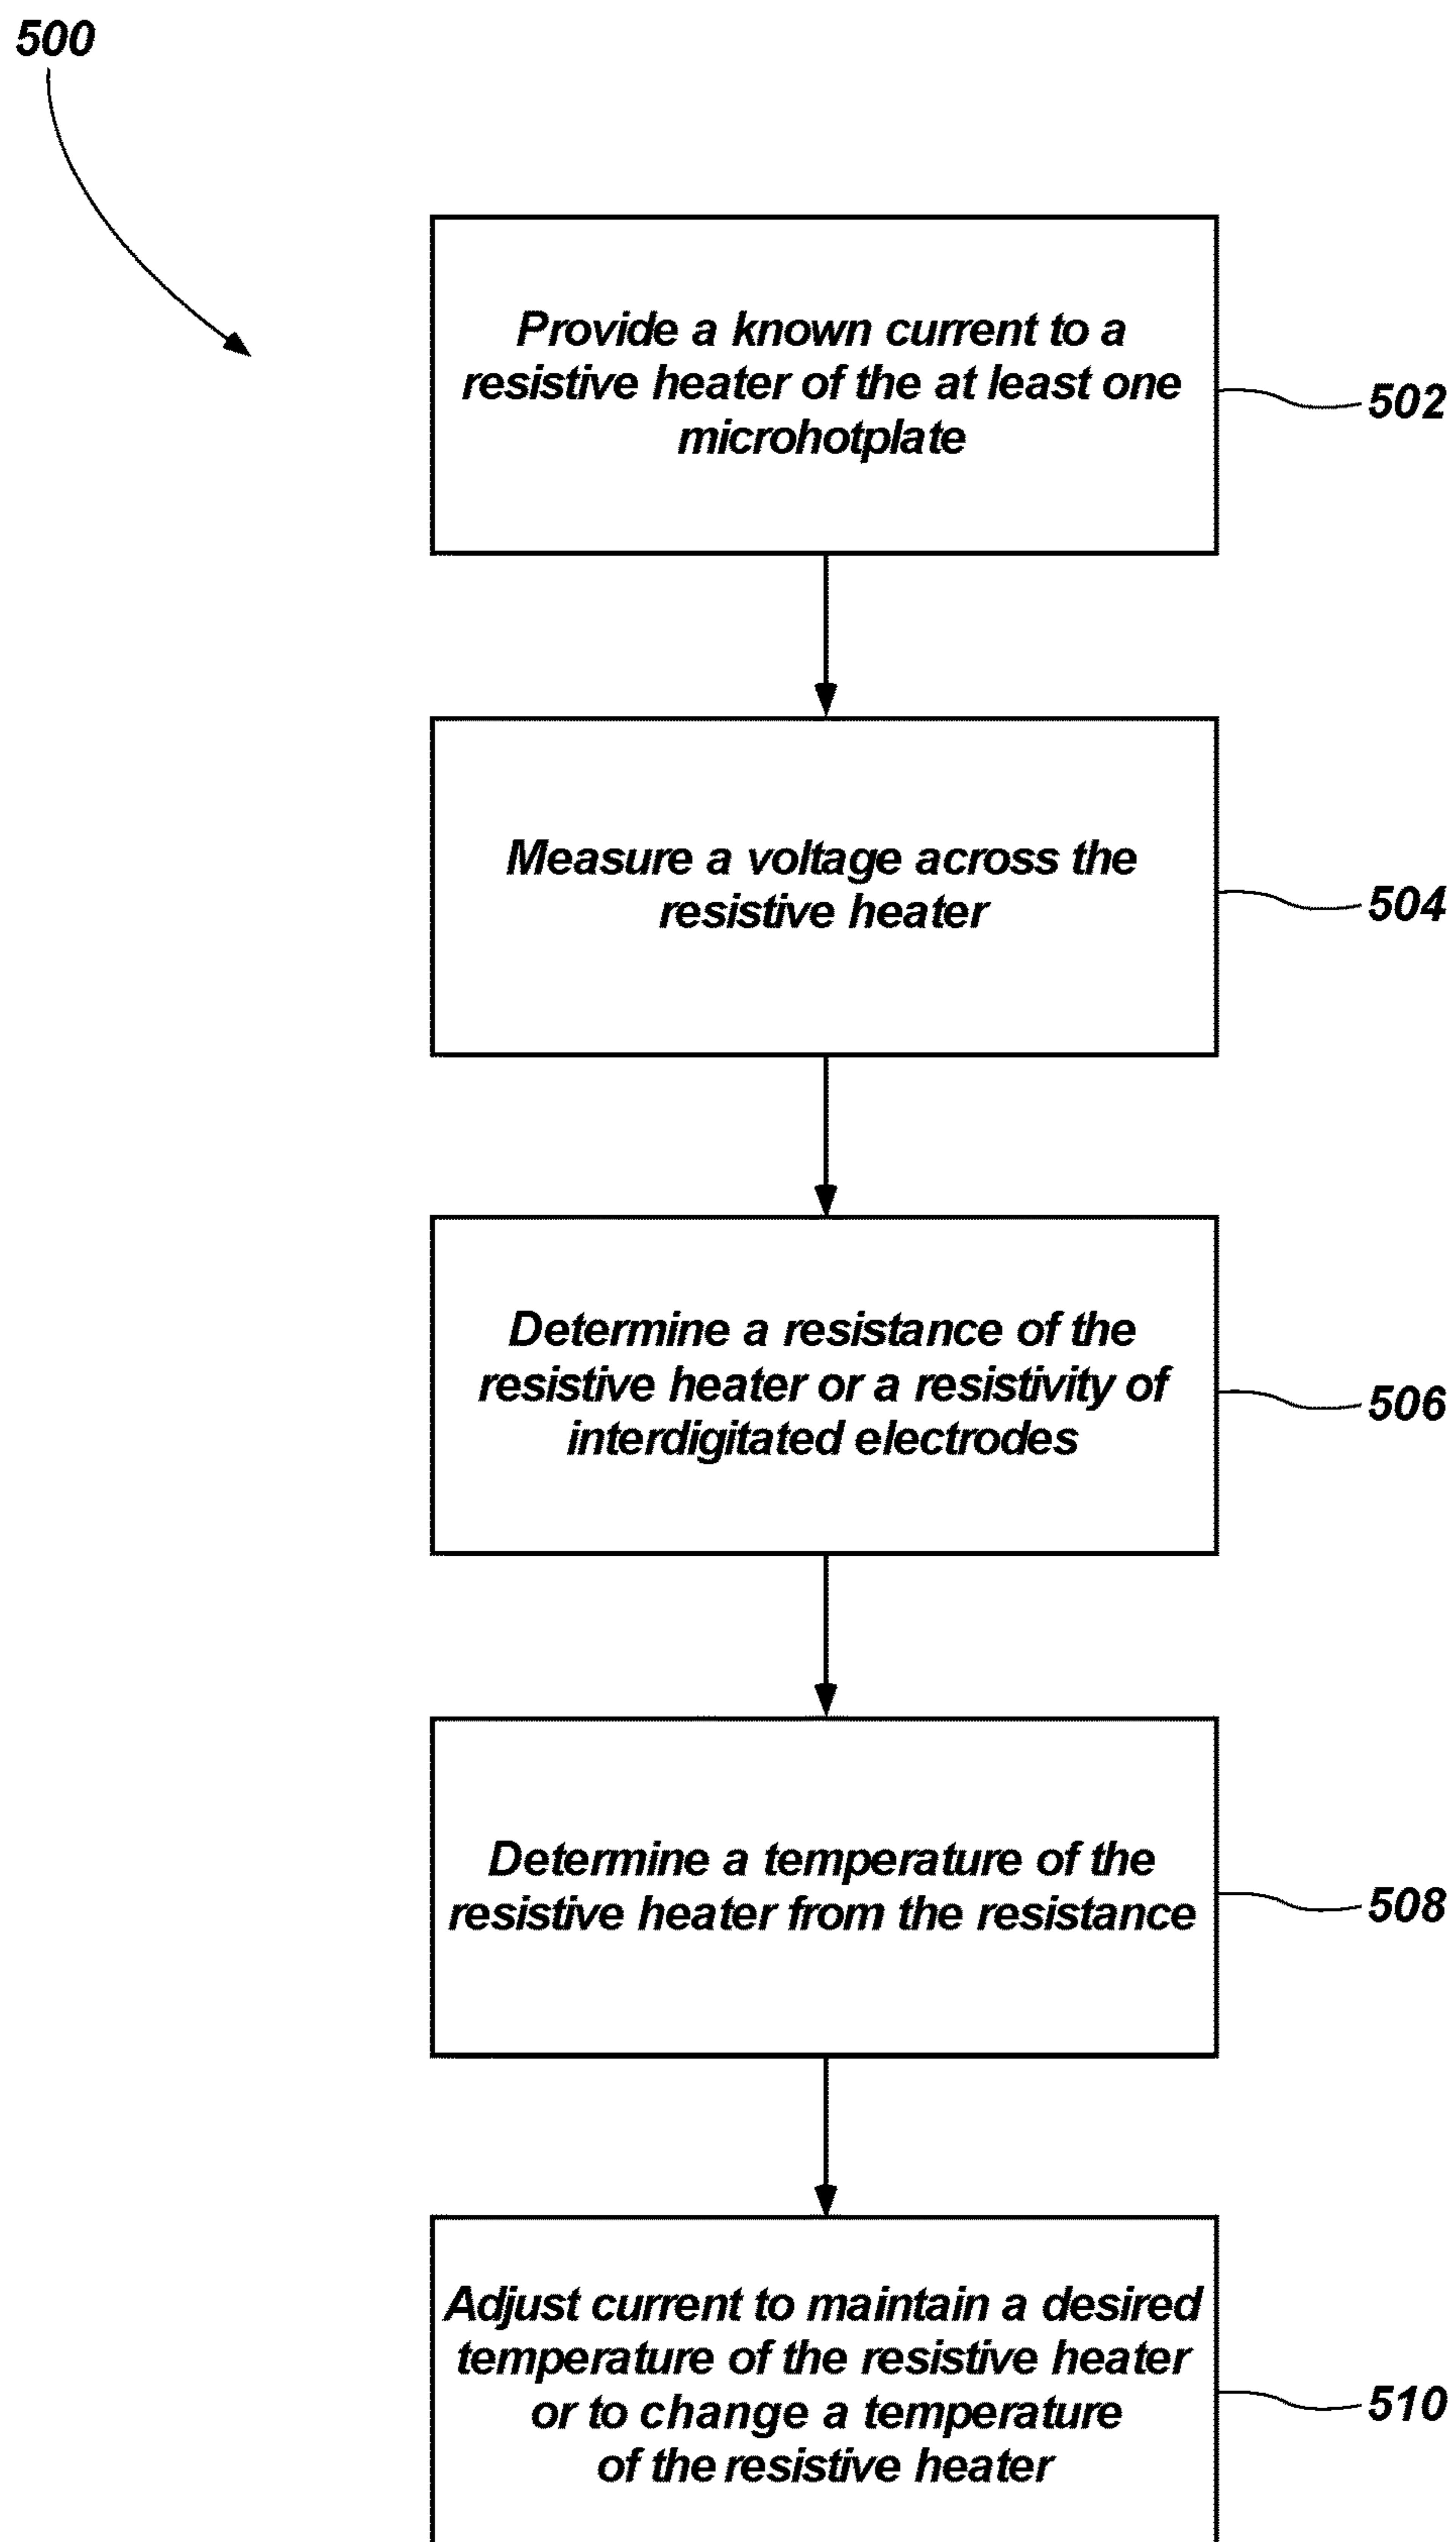 500
Provide a known current to a
resistive heater of the at least one
microhotplate
502
Measure a voltage across the
resistive heater
504
Determine a resistance of the
resistive heater or a resistivity of
interdigitated electrodes
506
Determine a temperature of the
resistive heater from the resistance
508
Adjust current to maintain a desired
temperature of the resistive heater
or to change a temperature
of the resistive heater
510